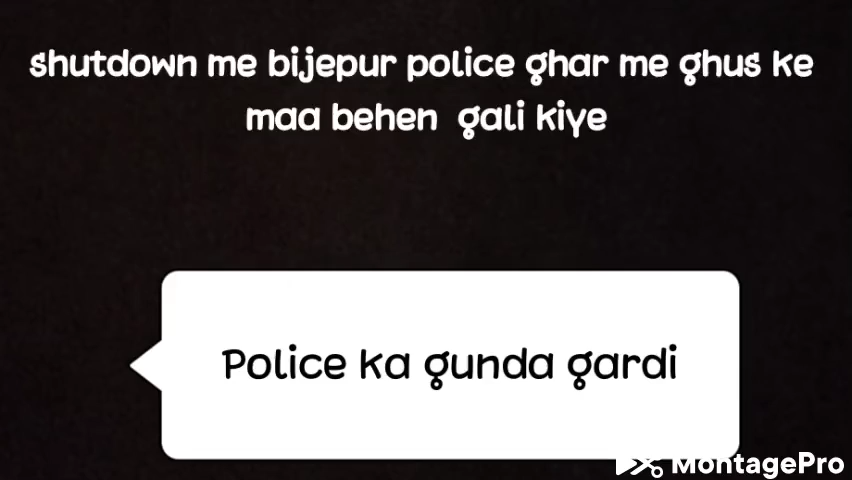 shutdown me bijepur police ghar me ghus ke
maa behen gali kiye
Police ka gunda gardi
MontagePro